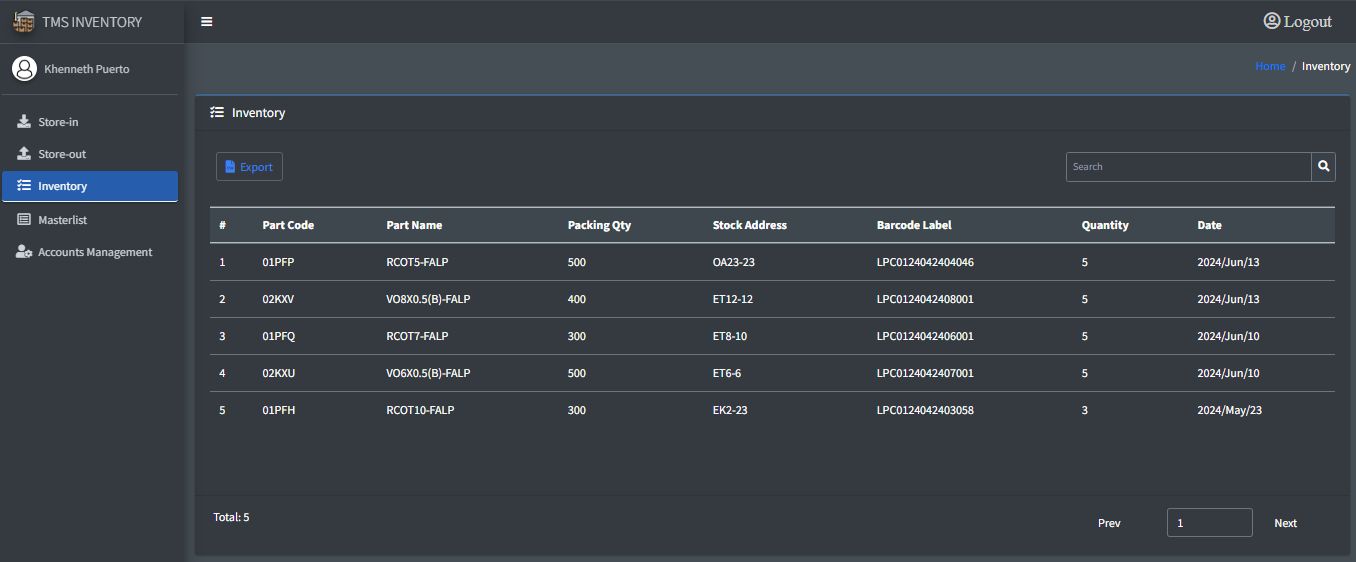 TMS INVENTORY
Logout
Khenneth Puerto
Home / Inventory
Store-in
Store-out
Inventory
Masterlist
Accounts Management
Inventory
Export
Search
# Part Code Part Name Packing Qty Stock Address Barcode Label Quantity Date
1 01PFP RCOT5-FALP 500 OA23-23 LPC0124042404046 5 2024/Jun/13
2 02KXV VO8X0.5(B)-FALP 400 ET12-12 LPC0124042408001 5 2024/Jun/13
3 01PFQ RCOT7-FALP 300 ET8-10 LPC0124042406001 5 2024/Jun/10
4 02KXU VO6X0.5(B)-FALP 500 ET6-6 LPC0124042407001 5 2024/Jun/10
5 01PFH RCOT10-FALP 300 EK2-23 LPC0124042403058 3 2024/May/23
Total: 5
Prev 1 Next